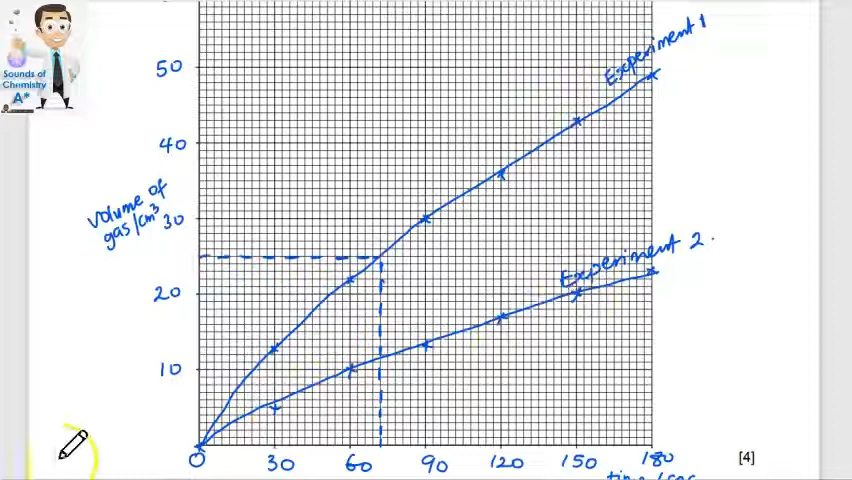 Sounds of
Chemistry
A*
50
40
30
20
10
0
30
60
90
120
150
180
volume of
gas/cm³
Experiment 1
Experiment 2
[4]